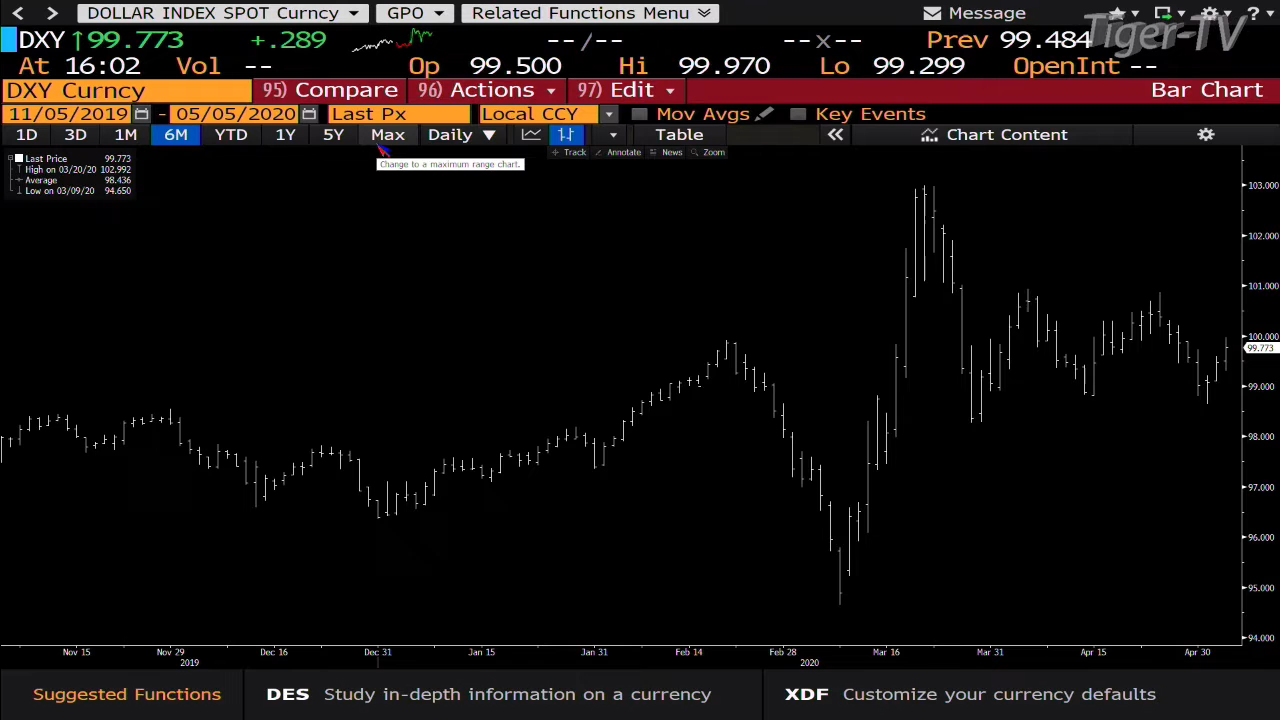 DOLLAR INDEX SPOT Curncy GPO Related Functions Menu Message ?
Tiger-TV
DXY ↑99.773 +.289 --/-- --x-- Prev 99.484
At 16:02 Vol -- Op 99.500 Hi 99.970 Lo 99.299 OpenInt --
DXY Curncy 95) Compare 96) Actions 97) Edit Bar Chart
11/05/2019 - 05/05/2020 Last Px Local CCY Mov Avgs Key Events
1D 3D 1M 6M YTD 1Y 5Y Max Daily ▼ Table « Chart Content
Track Annotate News Zoom
Change to a maximum range chart.
Last Price 99.773
High on 03/20/20 102.992
Average 98.436
Low on 03/09/20 94.650
103.000
102.000
101.000
100.000
99.773
99.000
98.000
97.000
96.000
95.000
94.000
Nov 15 Nov 29 Dec 16 Dec 31 Jan 15 Jan 31 Feb 14 Feb 28 Mar 16 Mar 31 Apr 15 Apr 30
2019 2020
Suggested Functions DES Study in-depth information on a currency XDF Customize your currency defaults